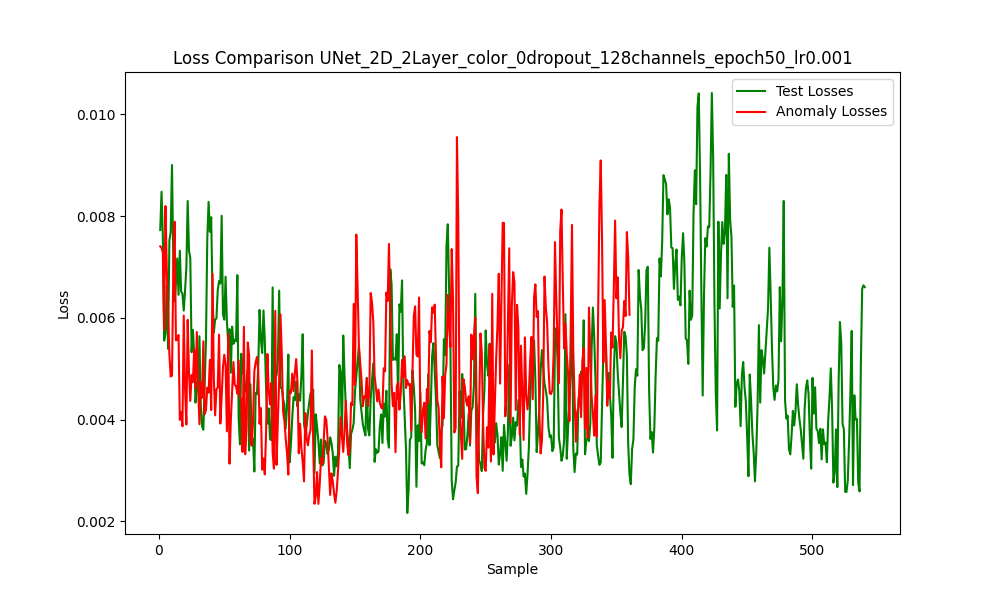 Loss Comparison UNet_2D_2Layer_color_0dropout_128channels_epoch50_lr0.001
Test Losses
Anomaly Losses
0.010
0.008
0.006
0.004
0.002
Loss
0 100 200 300 400 500
Sample